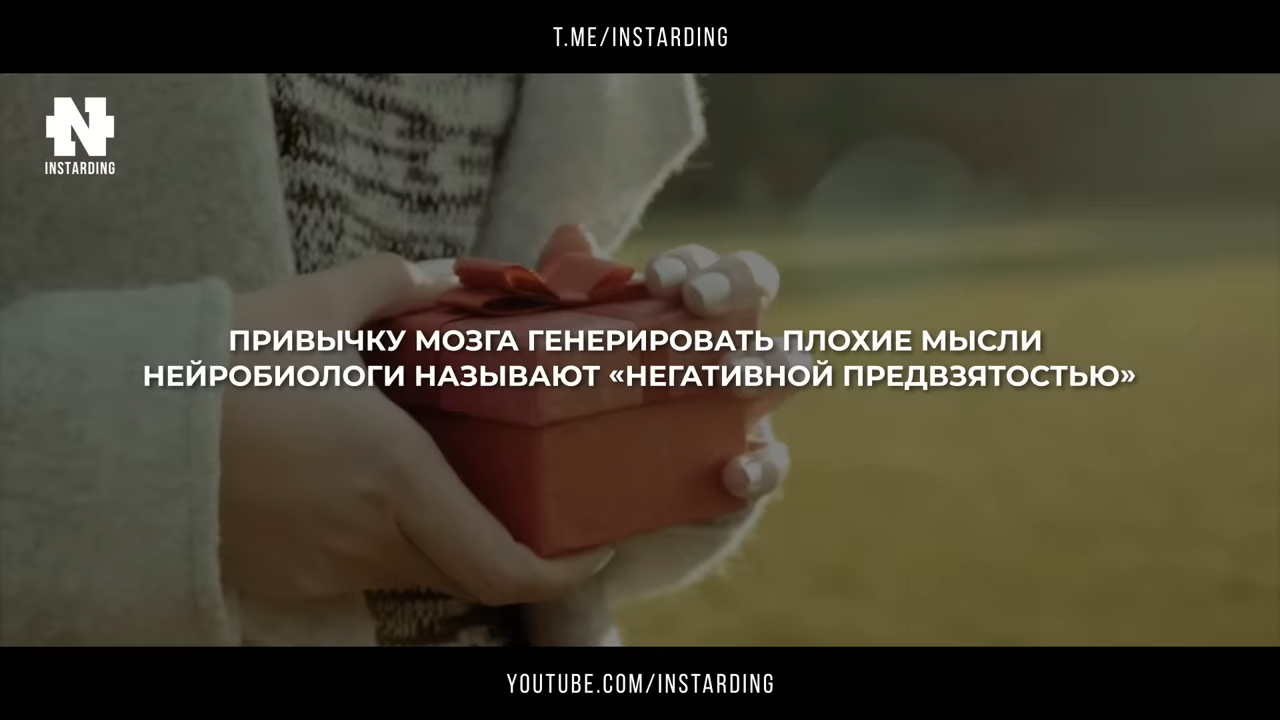 T.ME/INSTARDING
N
INSTARDING
ПРИВЫЧКУ МОЗГА ГЕНЕРИРОВАТЬ ПЛОХИЕ МЫСЛИ
НЕЙРОБИОЛОГИ НАЗЫВАЮТ «НЕГАТИВНОЙ ПРЕДВЗЯТОСТЬЮ»
YOUTUBE.COM/INSTARDING